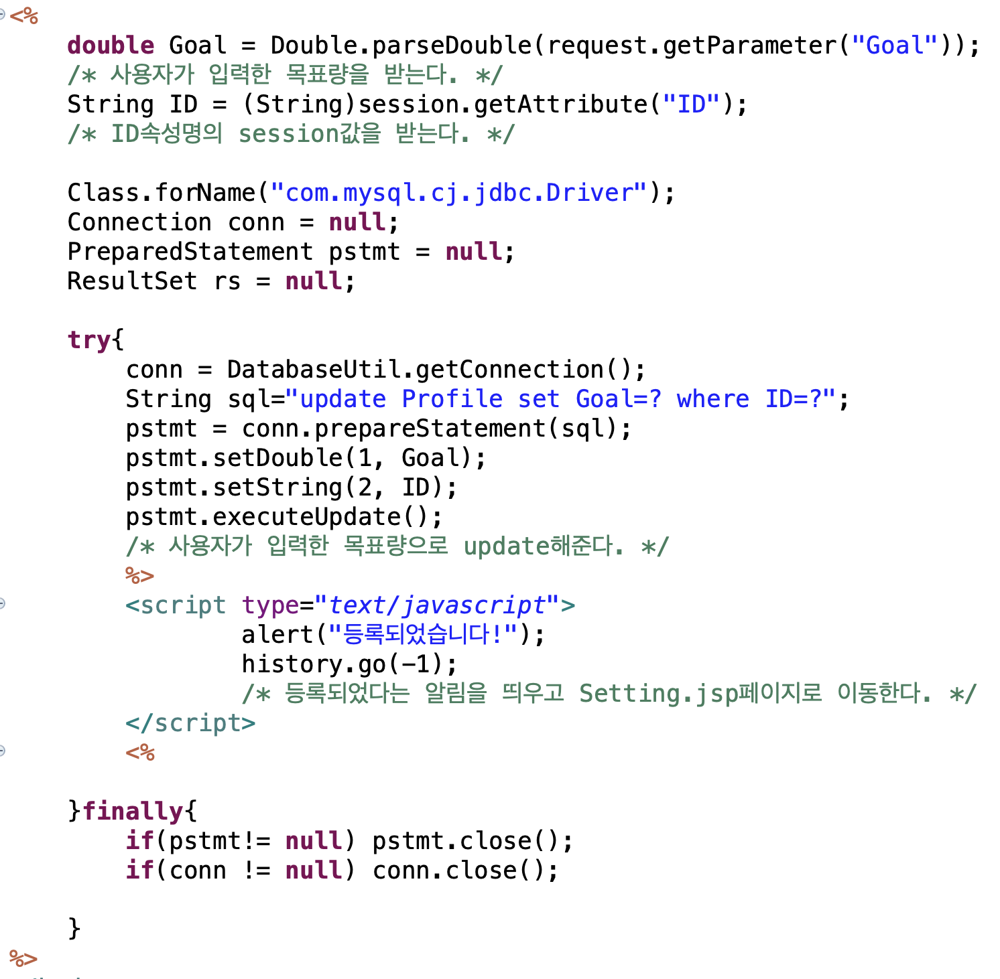 <%
double Goal = Double.parseDouble(request.getParameter("Goal"));
/* 사용자가 입력한 목표량을 받는다. */
String ID = (String)session.getAttribute("ID");
/* ID속성명의 session값을 받는다. */
Class.forName("com.mysql.cj.jdbc.Driver");
Connection conn = null;
PreparedStatement pstmt = null;
ResultSet rs = null;
try{
conn = DatabaseUtil.getConnection();
String sql="update Profile set Goal=? where ID=?";
pstmt = conn.prepareStatement(sql);
pstmt.setDouble(1, Goal);
pstmt.setString(2, ID);
pstmt.executeUpdate();
/* 사용자가 입력한 목표량으로 update해준다. */
%>
<script type="text/javascript">
alert("등록되었습니다!");
history.go(-1);
/* 등록되었다는 알림을 띄우고 Setting.jsp페이지로 이동한다. */
</script>
<%
}finally{
if(pstmt!= null) pstmt.close();
if(conn != null) conn.close();
}
%>